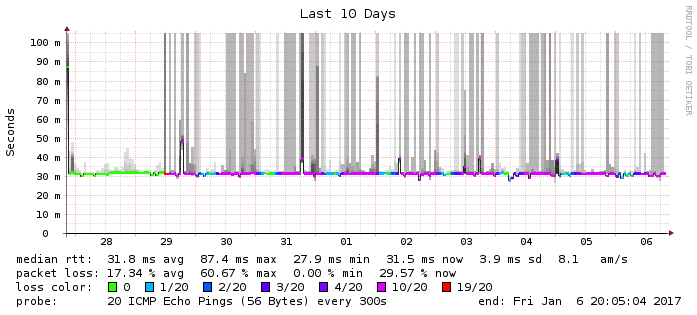 Last 10 Days
RRDTOOL / TOBI OETIKER
Seconds
100 m
90 m
80 m
70 m
60 m
50 m
40 m
30 m
20 m
10 m
0
28 29 30 31 01 02 03 04 05 06
median rtt: 31.8 ms avg 87.4 ms max 27.9 ms min 31.5 ms now 3.9 ms sd 8.1 am/s
packet loss: 17.34 % avg 60.67 % max 0.00 % min 29.57 % now
loss color: 0 1/20 2/20 3/20 4/20 10/20 19/20
probe: 20 ICMP Echo Pings (56 Bytes) every 300s end: Fri Jan 6 20:05:04 2017